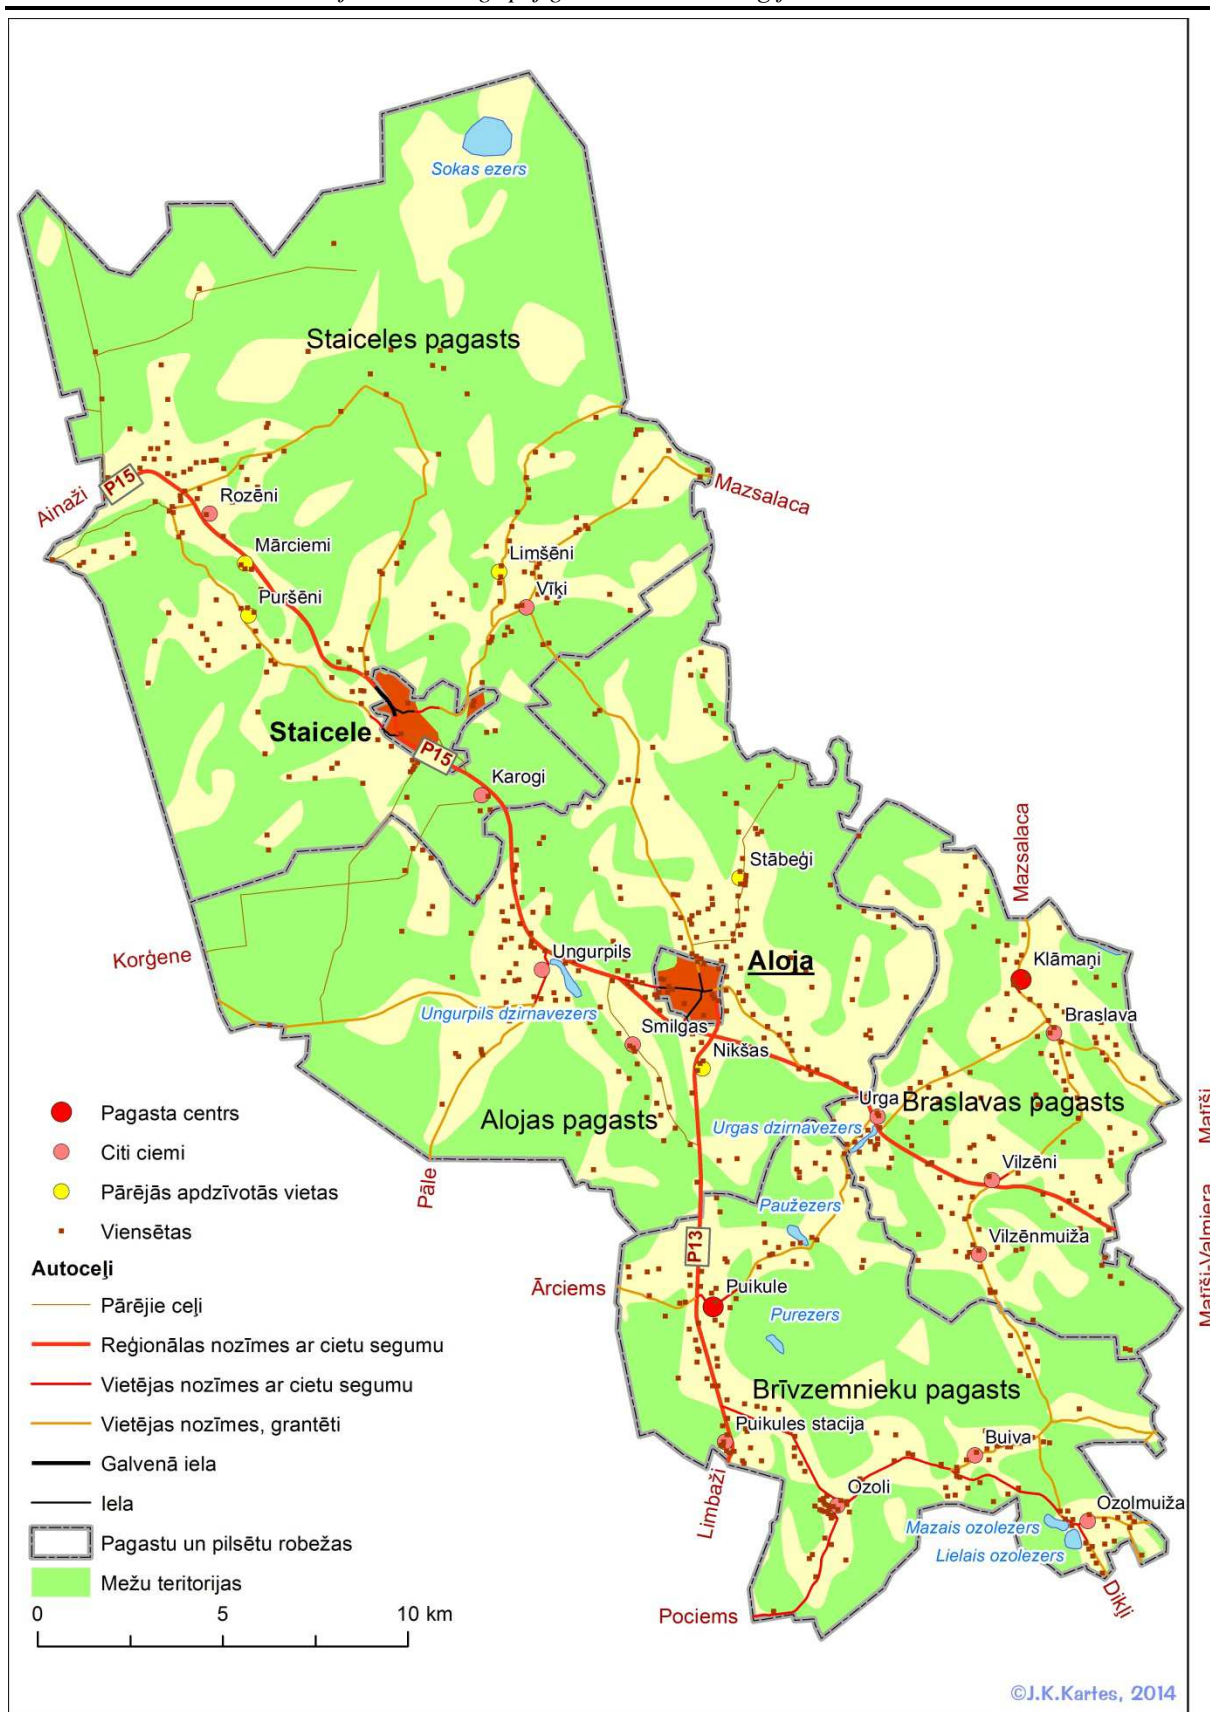 Sokas ezers
Staiceles pagasts
Mazsalaca
P15
Ainaži
Rozēni
Mārciemi
Limšēni
Vīķi
Puršēni
Staicele
P15
Karogi
Stābeģi
Mazsalaca
Korģene
Ungurpils
Aloja
Klāmaņi
Ungurpils dzirnavezers
Smilgas
Braslava
Nikšas
Urga
Braslavas pagasts
Alojas pagasts
Urgas dzirnavezers
Vilzēni
Matīši
Pāle
Paužezers
Vilzēnmuiža
P13
Matīši-Valmiera
Ārciems
Puikule
Purezers
Brīvzemnieku pagasts
Puikules stacija
Buiva
Limbaži
Ozoli
Ozolmuiža
Mazais ozolezers
Lielais ozolezers
Dikļi
Pociems
Pagasta centrs
Citi ciemi
Pārējās apdzīvotās vietas
Viensētas
Autoceļi
Pārējie ceļi
Reģionālas nozīmes ar cietu segumu
Vietējas nozīmes ar cietu segumu
Vietējas nozīmes, grantēti
Galvenā iela
Iela
Pagastu un pilsētu robežas
Mežu teritorijas
0 5 10 km
©J.K.Kartes, 2014